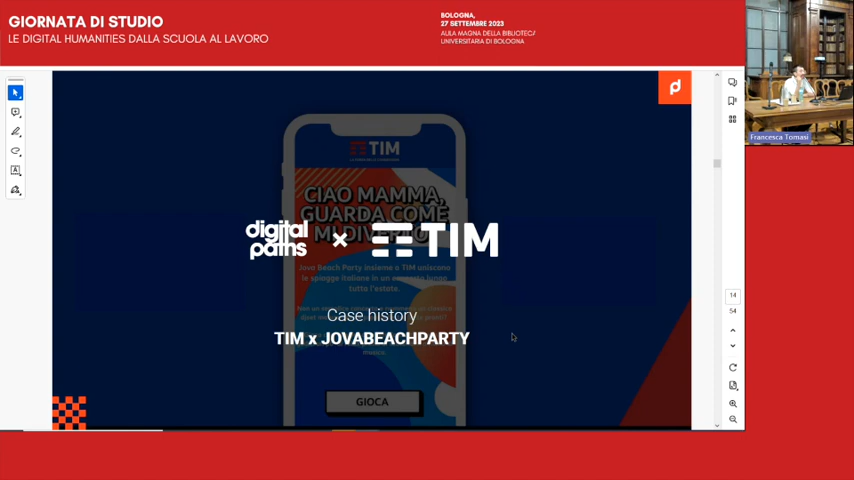 GIORNATA DI STUDIO
LE DIGITAL HUMANITIES DALLA SCUOLA AL LAVORO
BOLOGNA,
27 SETTEMBRE 2023
AULA MAGNA DELLA BIBLIOTECA
UNIVERSITARIA DI BOLOGNA
Francesca Tomasi
TIM
CIAO MAMMA,
GUARDA COME
MI DIVERTO
digital
paths
×
TIM
Jova Beach Party insieme a TIM uniscono
le spiagge italiane in un
tutta l'estate.
Case history
TIM x JOVABEACHPARTY
musica.
GIOCA
14
54